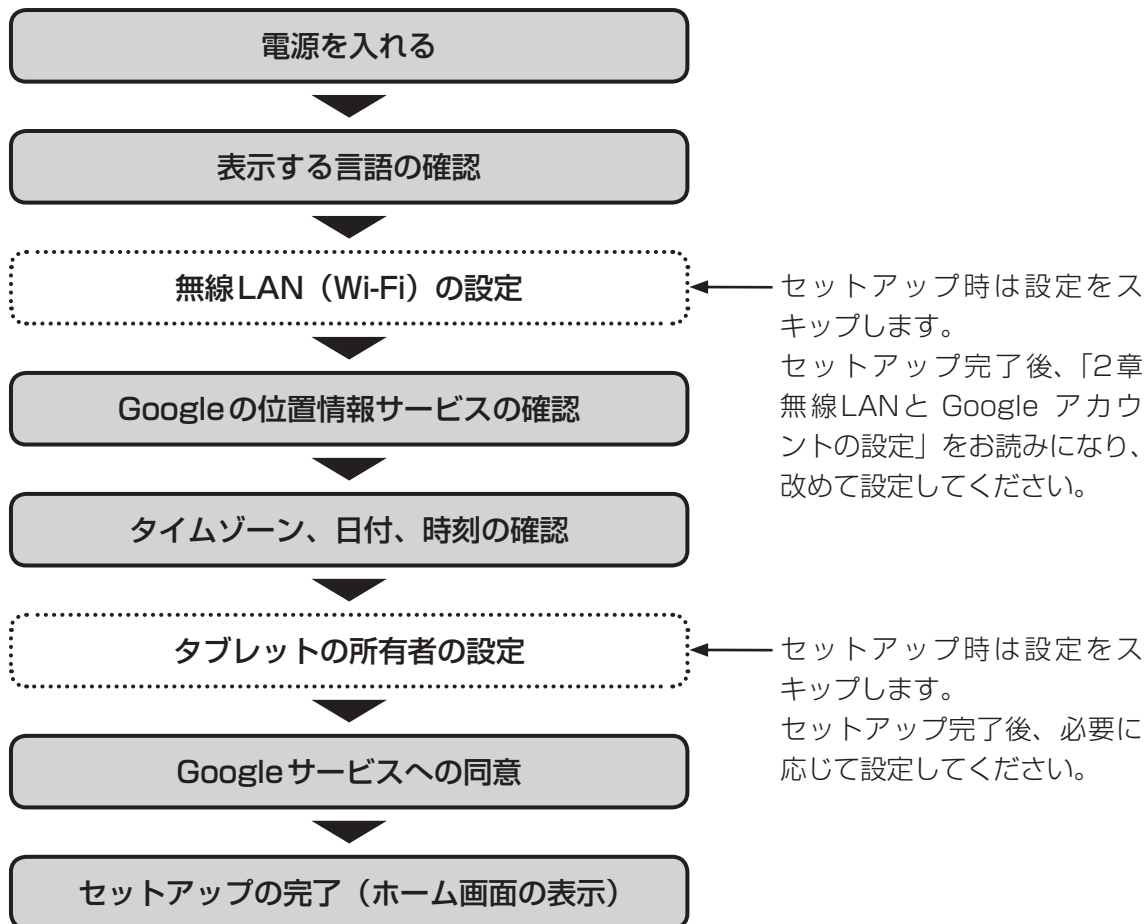 電源を入れる
表示する言語の確認
無線LAN（Wi-Fi）の設定
セットアップ時は設定をス
キップします。
セットアップ完了後、「2章
無線LANと Google アカウ
ントの設定」をお読みになり、
改めて設定してください。
Googleの位置情報サービスの確認
タイムゾーン、日付、時刻の確認
タブレットの所有者の設定
セットアップ時は設定をス
キップします。
セットアップ完了後、必要に
応じて設定してください。
Googleサービスへの同意
セットアップの完了（ホーム画面の表示）